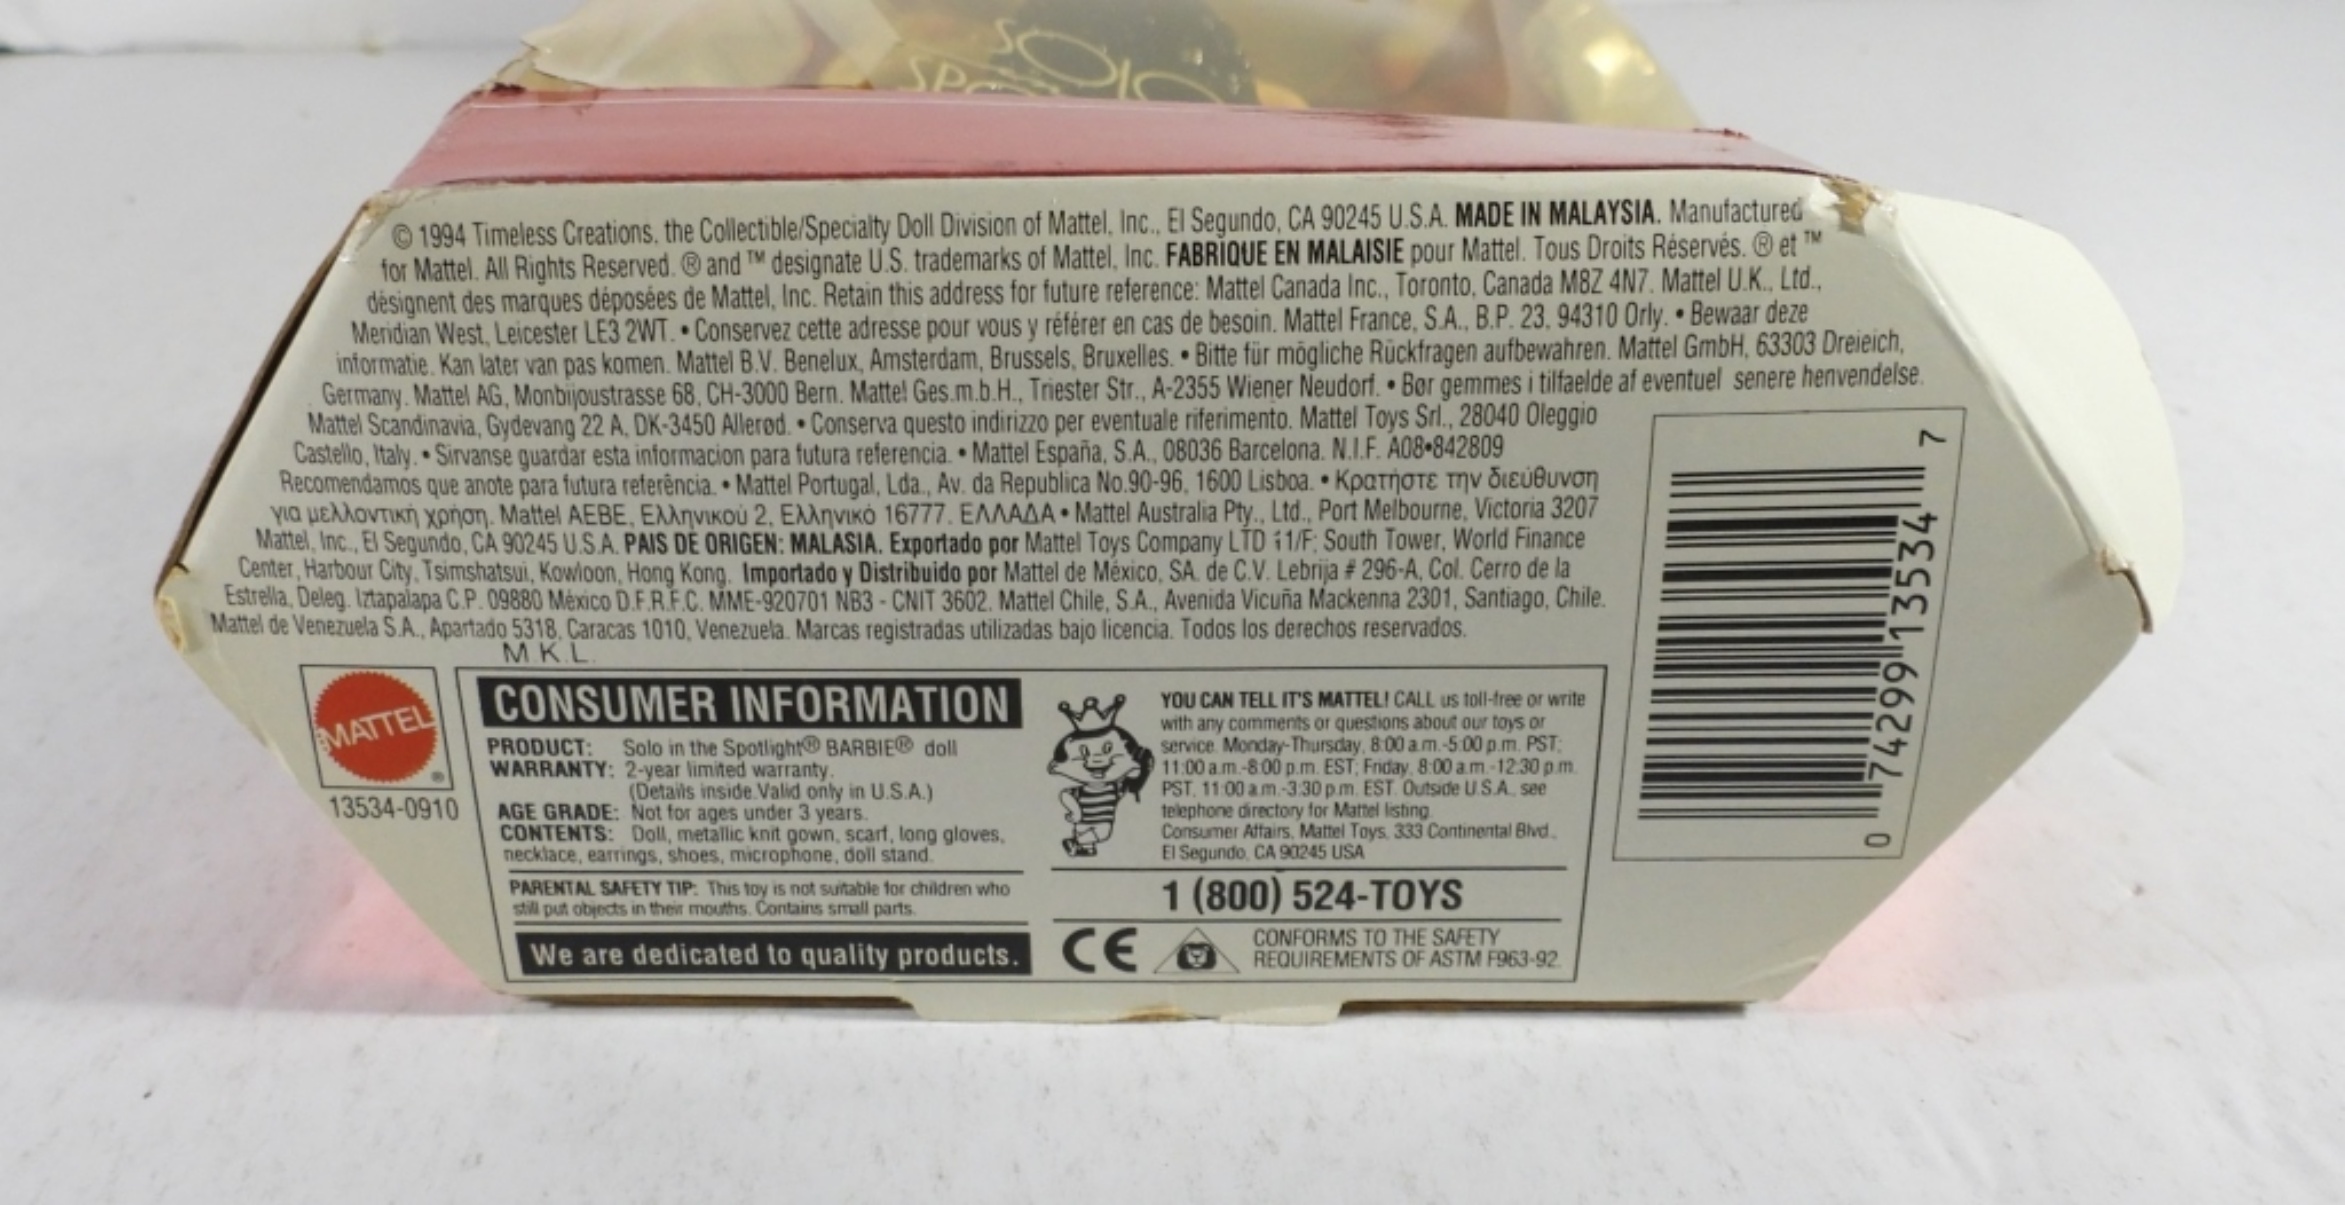 SOLO
SPO
© 1994 Timeless Creations, the Collectible/Specialty Doll Division of Mattel, Inc., El Segundo, CA 90245 U.S.A. MADE IN MALAYSIA. Manufactured
for Mattel. All Rights Reserved. ® and ™ designate U.S. trademarks of Mattel, Inc. FABRIQUE EN MALAISIE pour Mattel. Tous Droits Réservés. ® et ™
désignent des marques déposées de Mattel, Inc. Retain this address for future reference: Mattel Canada Inc., Toronto, Canada M8Z 4N7. Mattel U.K., Ltd.,
Meridian West, Leicester LE3 2WT. • Conservez cette adresse pour vous y référer en cas de besoin. Mattel France, S.A., B.P. 23, 94310 Orly. • Bewaar deze
informatie. Kan later van pas komen. Mattel B.V. Benelux, Amsterdam, Brussels, Bruxelles. • Bitte für mögliche Rückfragen aufbewahren. Mattel GmbH, 63303 Dreieich,
Germany. Mattel AG, Monbijoustrasse 68, CH-3000 Bern. Mattel Ges.m.b.H., Triester Str., A-2355 Wiener Neudorf. • Bør gemmes i tilfaelde af eventuel senere henvendelse.
Mattel Scandinavia, Gydevang 22 A, DK-3450 Allerød. • Conserva questo indirizzo per eventuale riferimento. Mattel Toys Srl., 28040 Oleggio
Castello, Italy. • Sirvanse guardar esta informacion para futura referencia. • Mattel España, S.A., 08036 Barcelona. N.I.F. A08•842809
Recomendamos que anote para futura referência. • Mattel Portugal, Lda., Av. da Republica No.90-96, 1600 Lisboa. • Κρατήστε την διεύθυνση
για μελλοντική χρήση. Mattel AEBE, Ελληνικού 2, Ελληνικό 16777. ΕΛΛΑΔΑ • Mattel Australia Pty., Ltd., Port Melbourne, Victoria 3207
Mattel, Inc., El Segundo, CA 90245 U.S.A. PAIS DE ORIGEN: MALASIA. Exportado por Mattel Toys Company LTD 11/F; South Tower, World Finance
Center, Harbour City, Tsimshatsui, Kowloon, Hong Kong. Importado y Distribuido por Mattel de México, SA. de C.V. Lebrija # 296-A, Col. Cerro de la
Estrella, Deleg. Iztapalapa C.P. 09880 México D.F.R.F.C. MME-920701 NB3 - CNIT 3602. Mattel Chile, S.A., Avenida Vicuña Mackenna 2301, Santiago, Chile.
Mattel de Venezuela S.A., Apartado 5318, Caracas 1010, Venezuela. Marcas registradas utilizadas bajo licencia. Todos los derechos reservados.
M.K.L.
MATTEL ®
13534-0910
CONSUMER INFORMATION
PRODUCT: Solo in the Spotlight® BARBIE® doll
WARRANTY: 2-year limited warranty.
(Details inside.Valid only in U.S.A.)
AGE GRADE: Not for ages under 3 years.
CONTENTS: Doll, metallic knit gown, scarf, long gloves,
necklace, earrings, shoes, microphone, doll stand.
PARENTAL SAFETY TIP: This toy is not suitable for children who
still put objects in their mouths. Contains small parts.
We are dedicated to quality products.
YOU CAN TELL IT'S MATTEL! CALL us toll-free or write
with any comments or questions about our toys or
service. Monday-Thursday, 8:00 a.m.-5:00 p.m. PST;
11:00 a.m.-8:00 p.m. EST; Friday, 8:00 a.m.-12:30 p.m.
PST, 11:00 a.m.-3:30 p.m. EST. Outside U.S.A., see
telephone directory for Mattel listing.
Consumer Affairs, Mattel Toys, 333 Continental Blvd.,
El Segundo, CA 90245 USA
1 (800) 524-TOYS
CE
CONFORMS TO THE SAFETY
REQUIREMENTS OF ASTM F963-92.
0 74299 13534 7